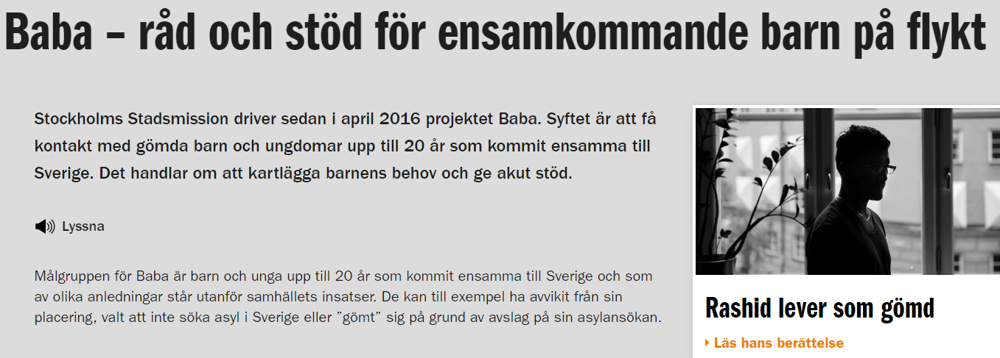 Baba – råd och stöd för ensamkommande barn på flykt
Stockholms Stadsmission driver sedan i april 2016 projektet Baba. Syftet är att få
kontakt med gömda barn och ungdomar upp till 20 år som kommit ensamma till
Sverige. Det handlar om att kartlägga barnens behov och ge akut stöd.
Lyssna
Målgruppen för Baba är barn och unga upp till 20 år som kommit ensamma till Sverige och som
av olika anledningar står utanför samhällets insatser. De kan till exempel ha avvikit från sin
placering, valt att inte söka asyl i Sverige eller ”gömt” sig på grund av avslag på sin asylansökan.
Rashid lever som gömd
Läs hans berättelse